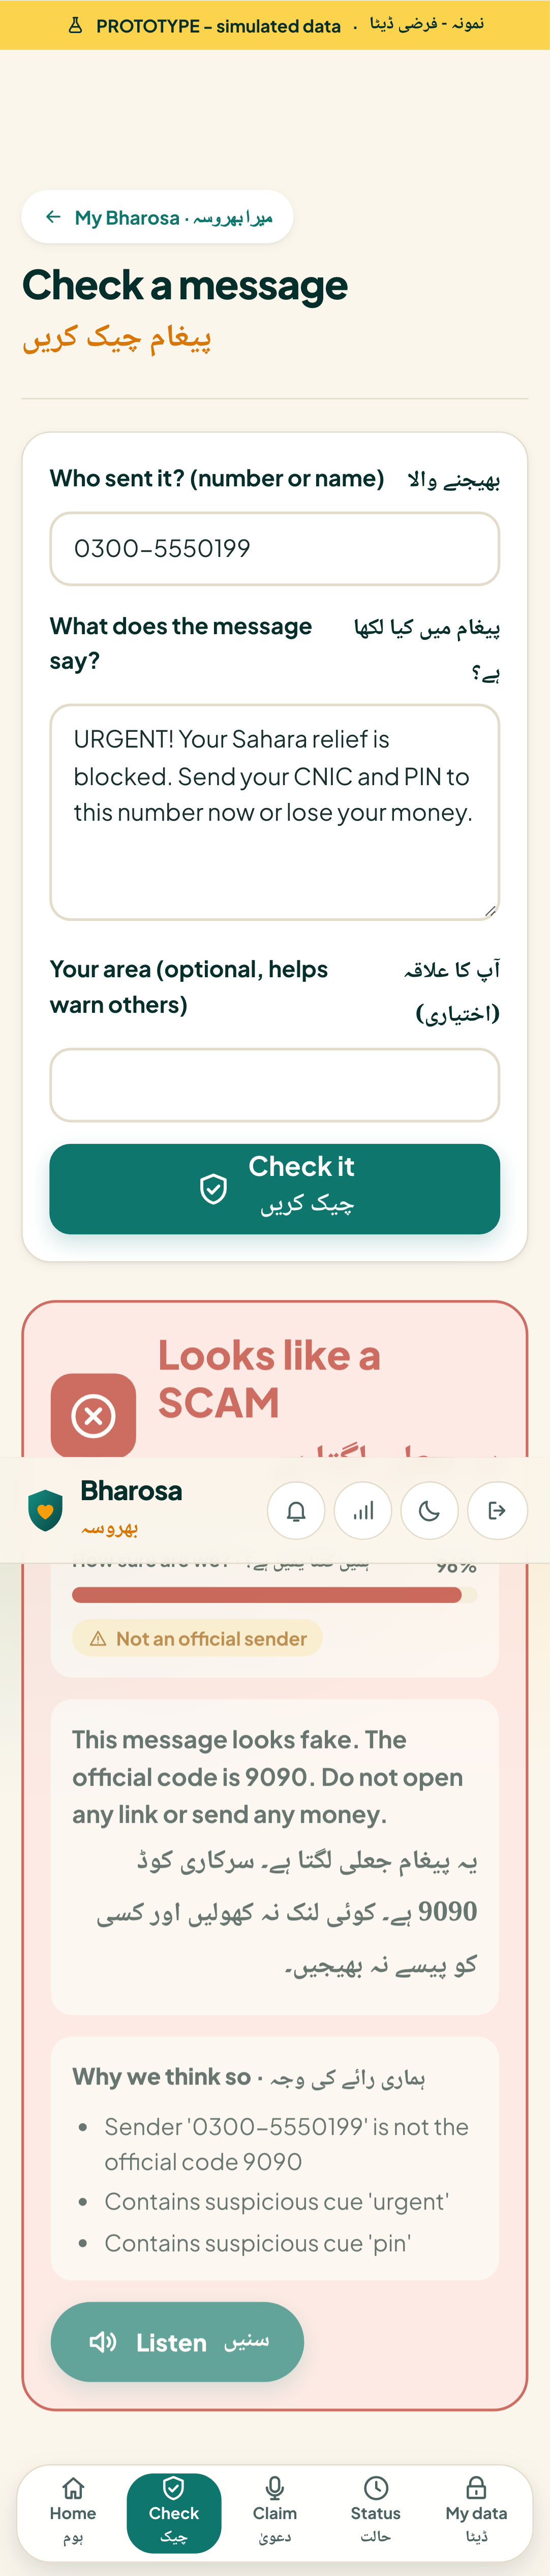 PROTOTYPE - simulated data · نمونہ - فرضی ڈیٹا
← My Bharosa · میرا بھروسہ
Check a message
پیغام چیک کریں
Who sent it? (number or name) بھیجنے والا
0300-5550199
What does the message پیغام میں کیا لکھا
say? ہے؟
URGENT! Your Sahara relief is
blocked. Send your CNIC and PIN to
this number now or lose your money.
Your area (optional, helps آپ کا علاقہ
warn others) (اختیاری)
Check it
چیک کریں
Looks like a
SCAM
Bharosa
بھروسہ
How sure are we? 96%
Not an official sender
This message looks fake. The
official code is 9090. Do not open
any link or send any money.
یہ پیغام جعلی لگتا ہے۔ سرکاری کوڈ
9090 ہے۔ کوئی لنک نہ کھولیں اور کسی
کو پیسے نہ بھیجیں۔
Why we think so · ہماری رائے کی وجہ
• Sender '0300-5550199' is not the
official code 9090
• Contains suspicious cue 'urgent'
• Contains suspicious cue 'pin'
Listen سنیں
Home Check Claim Status My data
ہوم چیک دعویٰ حالت ڈیٹا